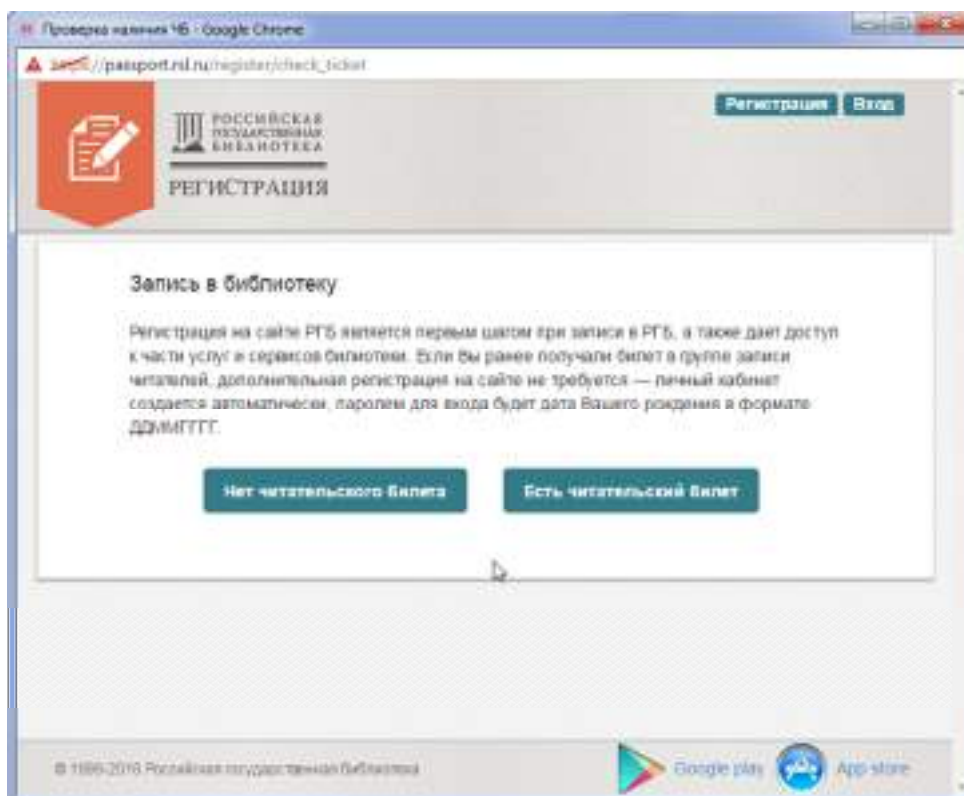 Проверка наличия ЧБ - Google Chrome
https://passport.rsl.ru/register/check_ticket
Регистрация Вход
РОССИЙСКАЯ
ГОСУДАРСТВЕННАЯ
БИБЛИОТЕКА
РЕГИСТРАЦИЯ
Запись в библиотеку
Регистрация на сайте РГБ является первым шагом при записи в РГБ, а также дает доступ
к части услуг и сервисов билиотеки. Если Вы ранее получали билет в группе записи
читателей, дополнительная регистрация на сайте не требуется — личный кабинет
создается автоматически, паролем для входа будет дата Вашего рождения в формате
ДДММГГГГ.
Нет читательского билета Есть читательский билет
© 1998-2016 Российская государственная библиотека
Google play App store